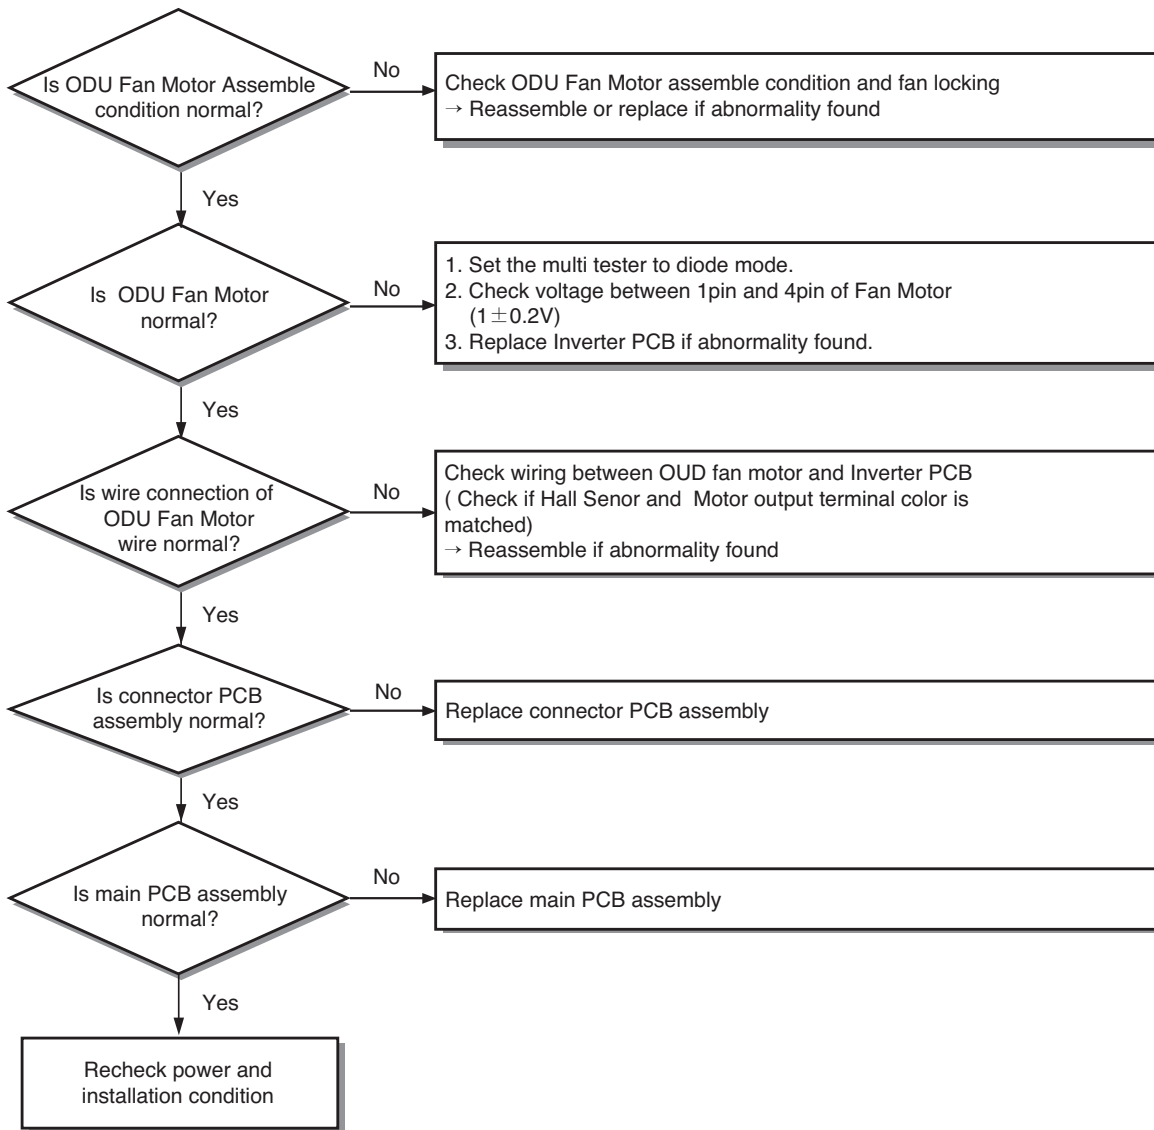 Is ODU Fan Motor Assemble
condition normal?
No
Check ODU Fan Motor assemble condition and fan locking
→ Reassemble or replace if abnormality found
Yes
Is ODU Fan Motor
normal?
No
1. Set the multi tester to diode mode.
2. Check voltage between 1pin and 4pin of Fan Motor
(1±0.2V)
3. Replace Inverter PCB if abnormality found.
Yes
Is wire connection of
ODU Fan Motor
wire normal?
No
Check wiring between OUD fan motor and Inverter PCB
( Check if Hall Senor and Motor output terminal color is
matched)
→ Reassemble if abnormality found
Yes
Is connector PCB
assembly normal?
No
Replace connector PCB assembly
Yes
Is main PCB assembly
normal?
No
Replace main PCB assembly
Yes
Recheck power and
installation condition